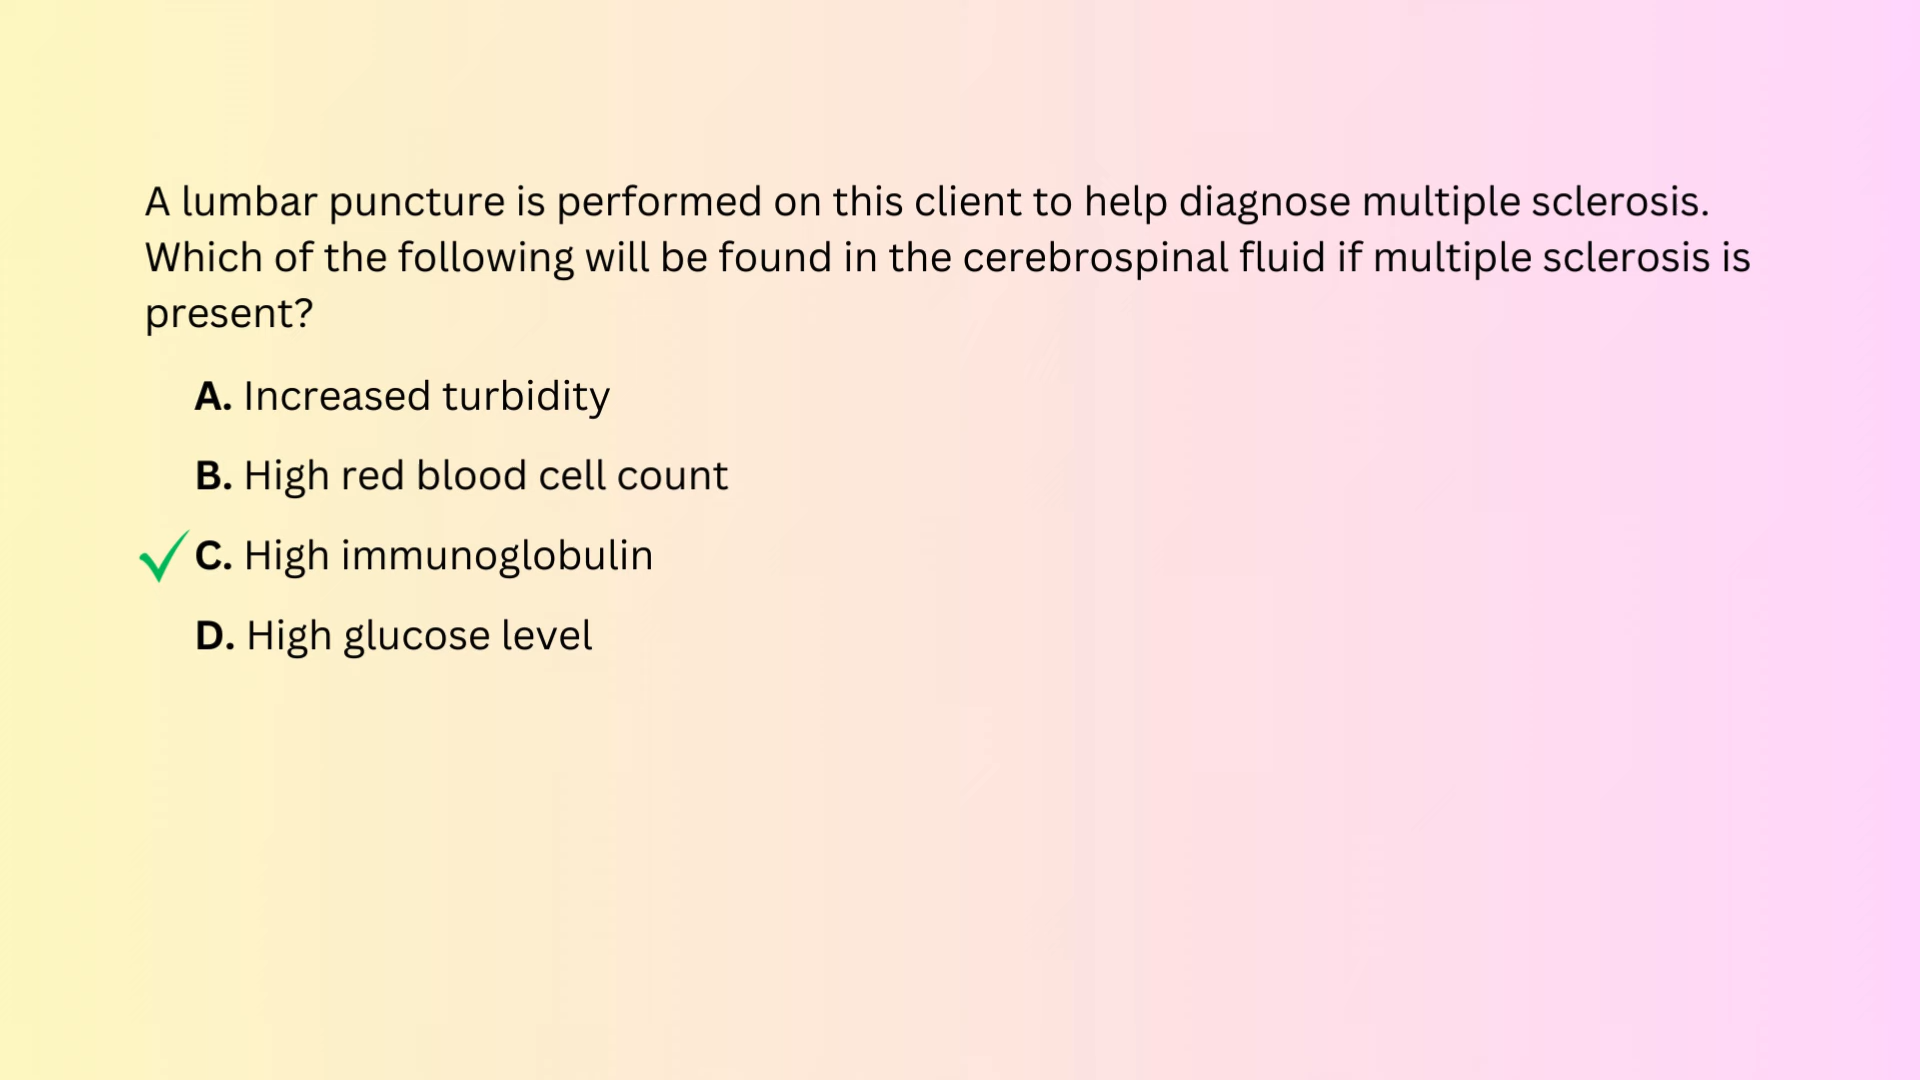 A lumbar puncture is performed on this client to help diagnose multiple sclerosis.
Which of the following will be found in the cerebrospinal fluid if multiple sclerosis is
present?
A. Increased turbidity
B. High red blood cell count
C. High immunoglobulin
D. High glucose level